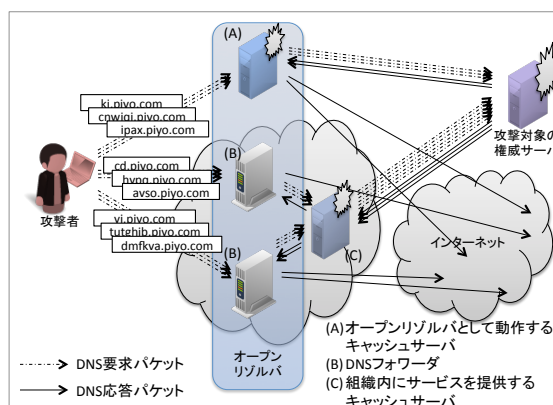 (A)
ki.piyo.com
cnwigi.piyo.com
ipax.piyo.com
攻撃対象の
権威サーバ
cd.piyo.com
hvng.piyo.com
avso.piyo.com
(B)
攻撃者
vi.piyo.com
tutghib.piyo.com
dmfkva.piyo.com
インターネット
(B)
(C)
オープン
リゾルバ
DNS要求パケット
DNS応答パケット
(A)オープンリゾルバとして動作する
キャッシュサーバ
(B) DNSフォワーダ
(C) 組織内にサービスを提供する
キャッシュサーバ